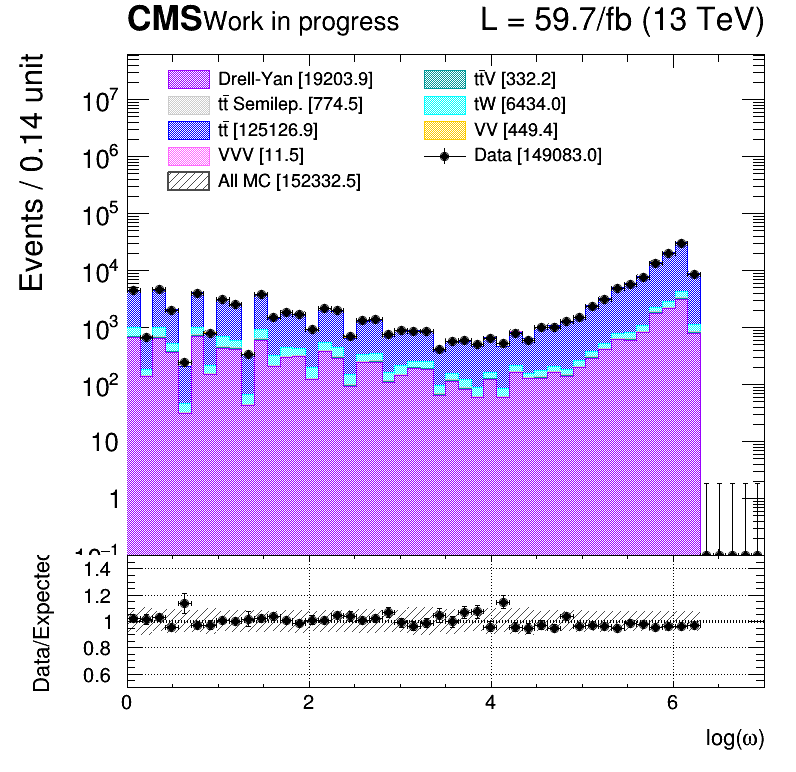 CMS Work in progress L = 59.7/fb (13 TeV)
Events / 0.14 unit
Drell-Yan [19203.9]
tt̄V [332.2]
tt̄ Semilep. [774.5]
tW [6434.0]
tt̄ [125126.9]
VV [449.4]
VVV [11.5]
Data [149083.0]
All MC [152332.5]
10⁷
10⁶
10⁵
10⁴
10³
10²
10
1
10⁻¹
Data/Expected
1.4
1.2
1
0.8
0.6
0 2 4 6
log(ω)